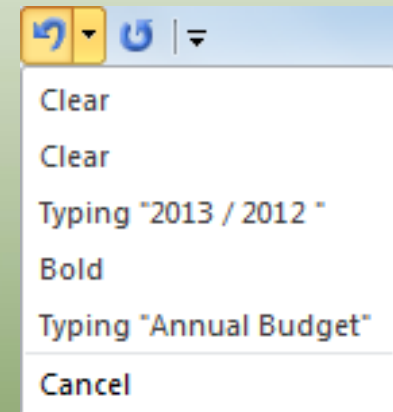 Clear
Clear
Typing "2013 / 2012 "
Bold
Typing "Annual Budget"
Cancel